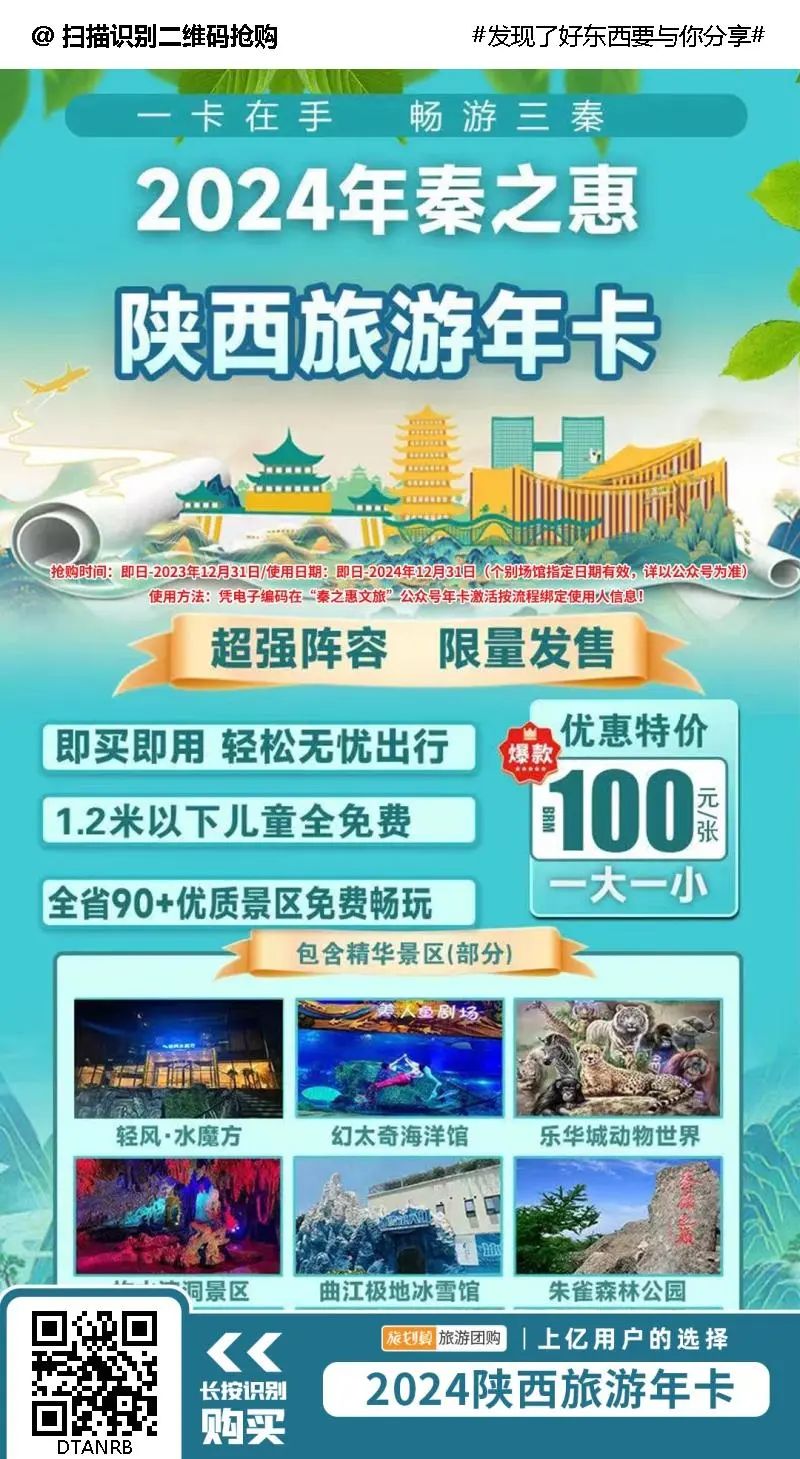 @ 扫描识别二维码抢购
#发现了好东西要与你分享#
一卡在手 畅游三秦
2024年秦之惠
陕西旅游年卡
抢购时间：即日-2023年12月31日/使用日期：即日-2024年12月31日（个别场馆指定日期有效，详以公众号为准）
使用方法：凭电子编码在“秦之惠文旅”公众号年卡激活按流程绑定使用人信息！
超强阵容 限量发售
即买即用 轻松无忧出行
1.2米以下儿童全免费
全省90+优质景区免费畅玩
爆款
优惠特价
100
元/张
一大一小
包含精华景区(部分)
美人鱼剧场
轻风·水魔方
幻太奇海洋馆
乐华城动物世界
洞景区
曲江极地冰雪馆
朱雀森林公园
DTANRB
长按识别
购买
旅划算 旅游团购
上亿用户的选择
2024陕西旅游年卡